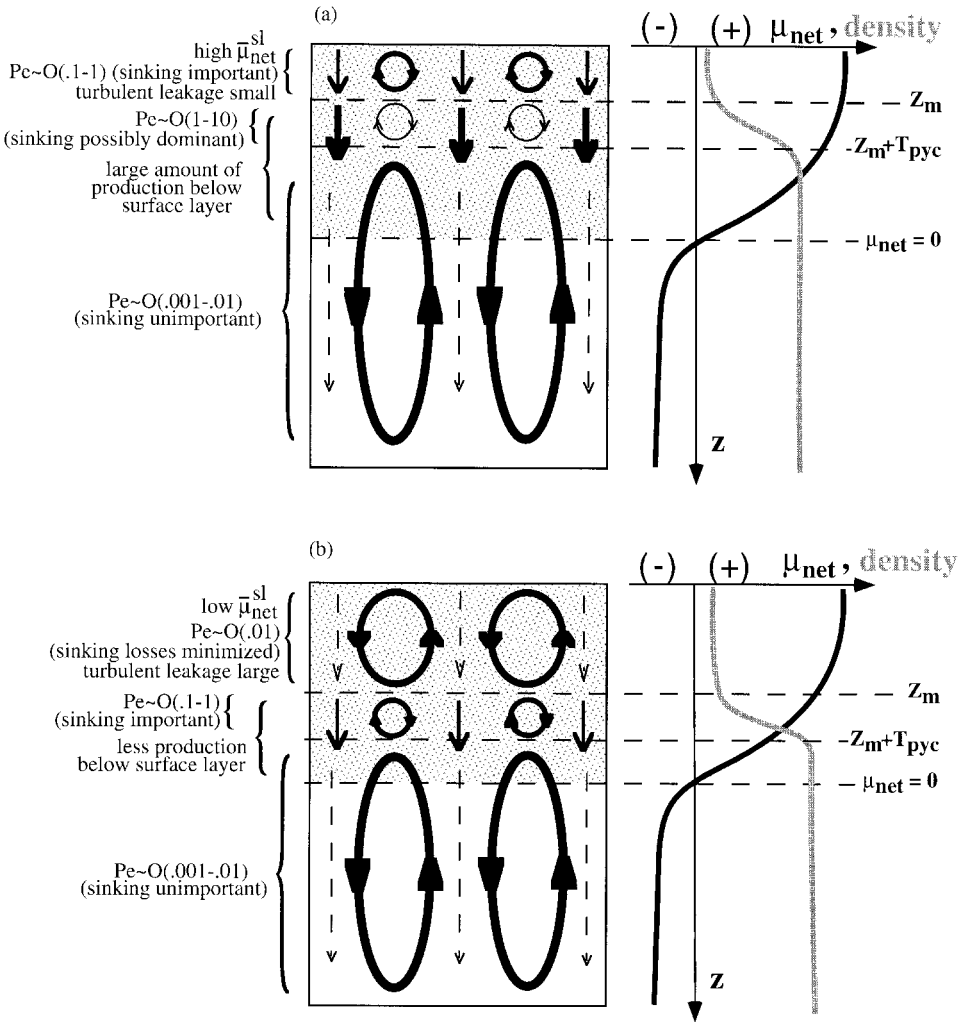 (a)
high μ̄ˢˡnet
Pe~O(.1-1) (sinking important)
turbulent leakage small
Pe~O(1-10)
(sinking possibly dominant)
large amount of
production below
surface layer
Pe~O(.001-.01)
(sinking unimportant)
(-) (+) μnet, density
Zm
Zm+Tpyc
μnet = 0
z
(b)
low μ̄ˢˡnet
Pe~O(.01)
(sinking losses minimized)
turbulent leakage large
Pe~O(.1-1)
(sinking important)
less production
below surface layer
Pe~O(.001-.01)
(sinking unimportant)
(-) (+) μnet, density
Zm
Zm+Tpyc
μnet = 0
z